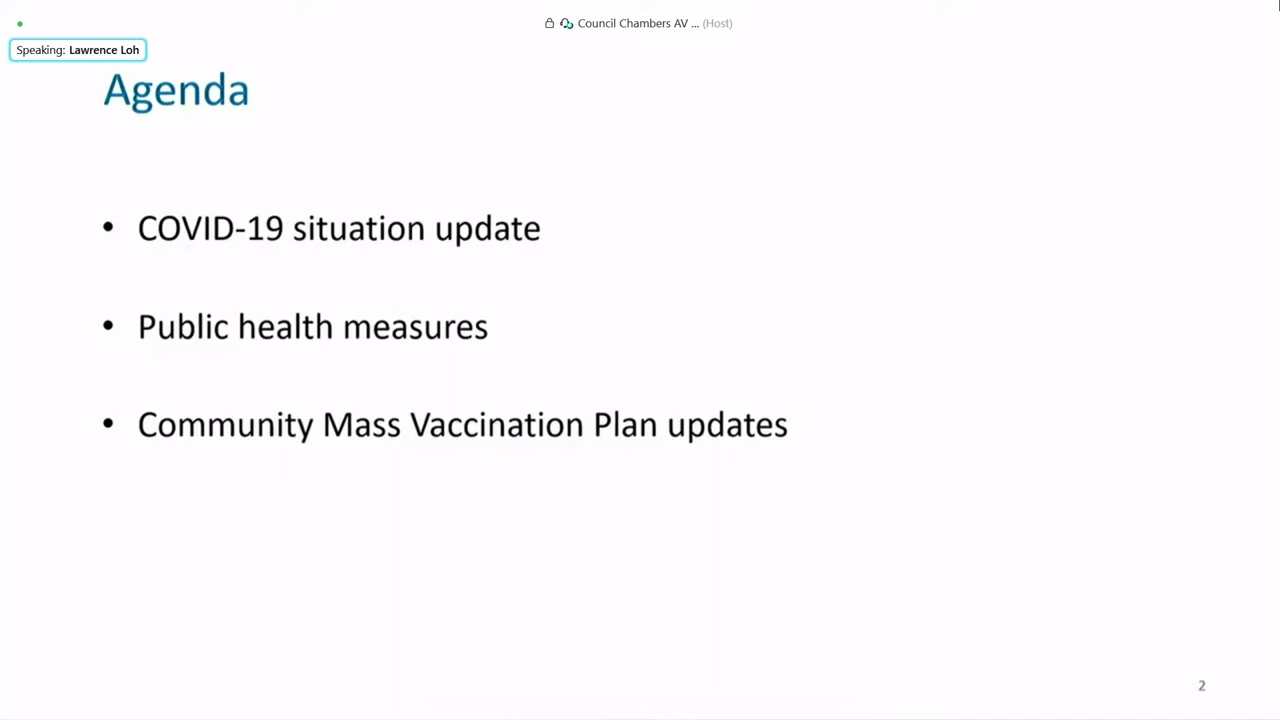 Council Chambers AV ... (Host)
Speaking: Lawrence Loh
Agenda
• COVID-19 situation update
• Public health measures
• Community Mass Vaccination Plan updates
2